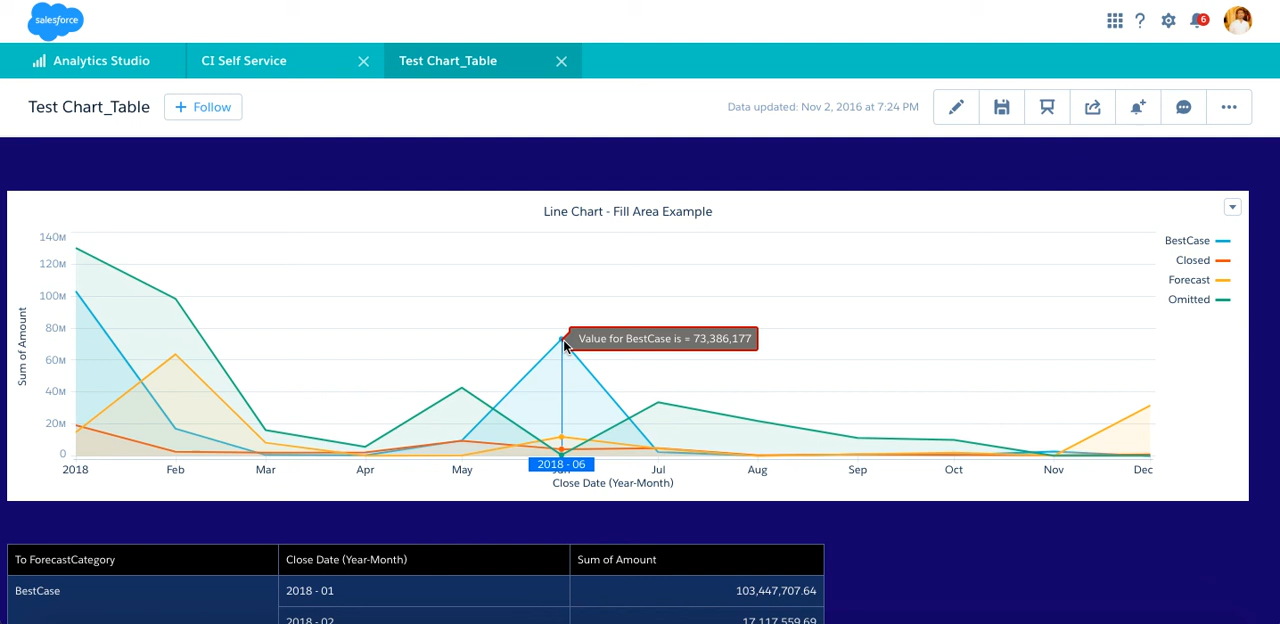 salesforce
6
Analytics Studio
CI Self Service
Test Chart_Table
Test Chart_Table
+ Follow
Data updated: Nov 2, 2016 at 7:24 PM
Line Chart - Fill Area Example
BestCase
Closed
Forecast
Omitted
140M
120M
100M
80M
60M
40M
20M
0
Sum of Amount
Value for BestCase is = 73,386,177
2018 - 06
2018 Feb Mar Apr May Jun Jul Aug Sep Oct Nov Dec
Close Date (Year-Month)
To ForecastCategory Close Date (Year-Month) Sum of Amount
BestCase 2018 - 01 103,447,707.64
2018 - 02 17,117,559.69